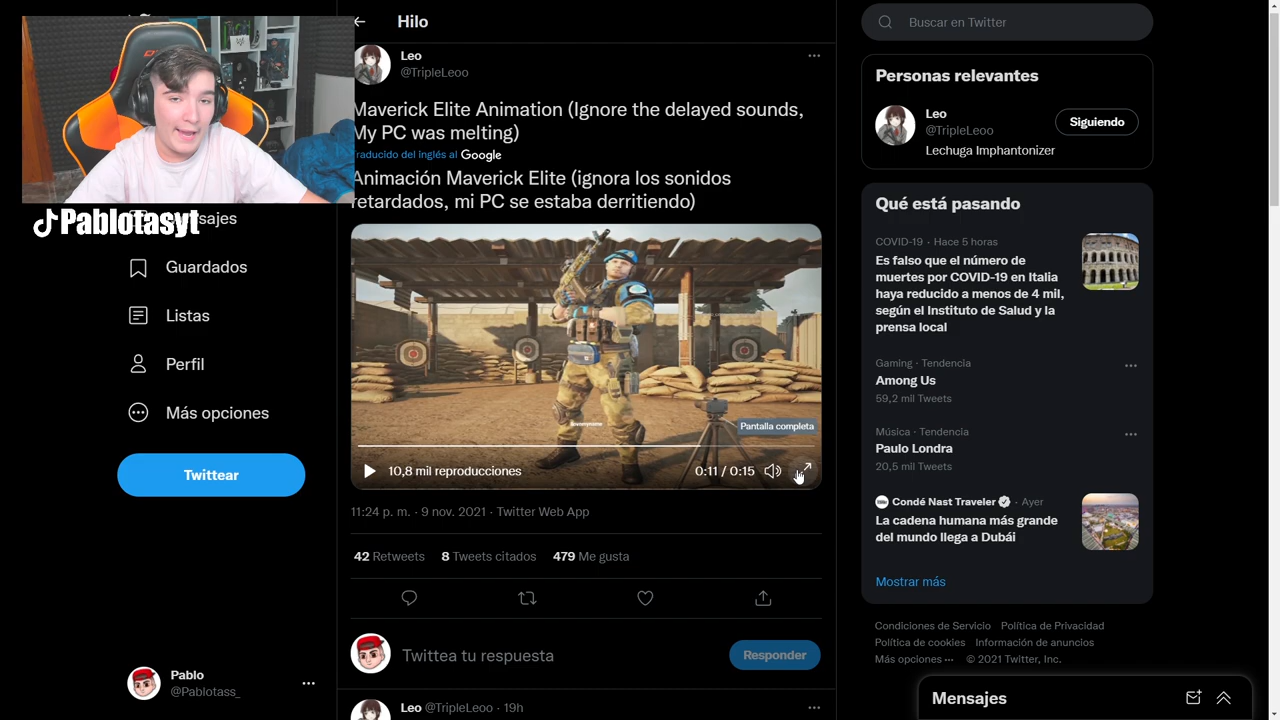 Hilo
Leo
@TripleLeoo
Maverick Elite Animation (Ignore the delayed sounds,
My PC was melting)
raducido del inglés al Google
Animación Maverick Elite (ignora los sonidos
retardados, mi PC se estaba derritiendo)
Pantalla completa
10,8 mil reproducciones
0:11 / 0:15
11:24 p. m. · 9 nov. 2021 · Twitter Web App
42 Retweets 8 Tweets citados 479 Me gusta
Twittea tu respuesta
Responder
Leo @TripleLeoo · 19h
Pablotasyt
sajes
Guardados
Listas
Perfil
Más opciones
Twittear
Pablo
@Pablotass_
Buscar en Twitter
Personas relevantes
Leo
@TripleLeoo
Siguiendo
Lechuga Imphantonizer
Qué está pasando
COVID-19 · Hace 5 horas
Es falso que el número de
muertes por COVID-19 en Italia
haya reducido a menos de 4 mil,
según el Instituto de Salud y la
prensa local
Gaming · Tendencia
Among Us
59,2 mil Tweets
Música · Tendencia
Paulo Londra
20,5 mil Tweets
Condé Nast Traveler · Ayer
La cadena humana más grande
del mundo llega a Dubái
Mostrar más
Condiciones de Servicio Política de Privacidad
Política de cookies Información de anuncios
Más opciones ··· © 2021 Twitter, Inc.
Mensajes